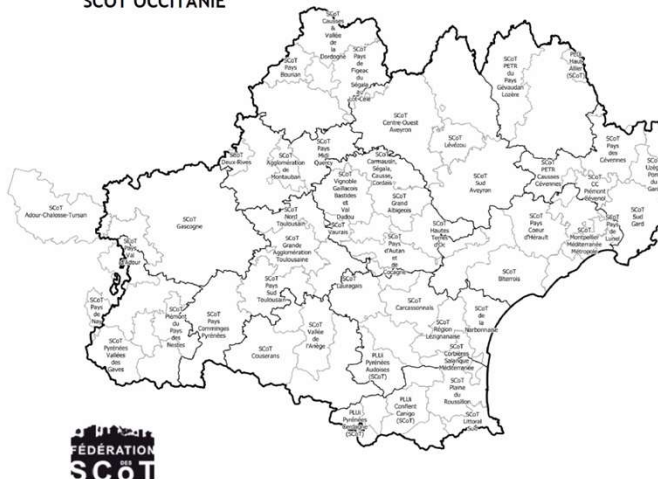 SCOT OCCITANIE
SCoT
Causses
&
Vallée
de la
Dordogne
SCoT
Pays
Bourian
SCoT
Pays
de
Figeac
du
Ségala
SCoT
PETR
du
Pays
Gévaudan
Lozère
SCoT
Centre Ouest
Aveyron
SCoT
Lévézou
SCoT
Pays
des
Cévennes
SCoT
Deux-Rives
SCoT
Agglomération
de
Montauban
SCoT
Pays
Midi
Quercy
SCoT
Carmausin,
Ségala,
Causse,
SCoT
Vignoble
Gaillacois
Bastides
et
Val
Dadou
SCoT
Grand
Albigeois
SCoT
Sud
Aveyron
SCoT
PETR
Causses
Cévennes
SCoT
CC
Piémont
Cévenol
SCoT
Sud
Gard
SCoT
Adour-Chalosse-Tursan
SCoT
Gascogne
SCoT
Nord
Toulousain
SCoT
Vaurais
SCoT
Hautes
Terres
d'Oc
SCoT
Pays
Coeur
d'Hérault
SCoT
Montpellier
Méditerranée
Métropole
SCoT
Pays
de
Lunel
SCoT
Pays
Val
d'Adour
SCoT
Grande
Agglomération
Toulousaine
SCoT
Pays
d'Autan
et
de
Cocagne
SCoT
Biterrois
SCoT
Pays
Sud
Toulousain
SCoT
Lauragais
SCoT
Carcassonnais
SCoT
Pays
de
Nay
SCoT
Piémont
du
Pays
des
Nestes
SCoT
Pays
Comminges
Pyrénées
SCoT
Région
Lézignanaise
SCoT
de
la
Narbonnaise
SCoT
Pyrénées
Vallées
des
Gaves
SCoT
Couserans
SCoT
Vallée
de
l'Ariège
PLUi
Pyrénées
Audoises
(SCoT)
SCoT
Corbières
Salanque
Méditerranée
PLUi
Conflent
Canigo
(SCoT)
SCoT
Plaine
du
Roussillon
PLUi
Pyrénées
(SCoT)
SCoT
Littoral
Sud
FÉDÉRATION
DES
SCOT